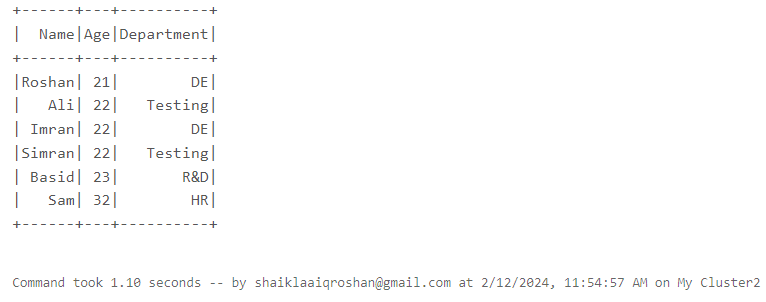 +------+---+----------+
|  Name|Age|Department|
+------+---+----------+
|Roshan| 21|        DE|
|   Ali| 22|   Testing|
| Imran| 22|        DE|
|Simran| 22|   Testing|
| Basid| 23|       R&D|
|   Sam| 32|        HR|
+------+---+----------+
Command took 1.10 seconds -- by shaiklaaiqroshan@gmail.com at 2/12/2024, 11:54:57 AM on My Cluster2